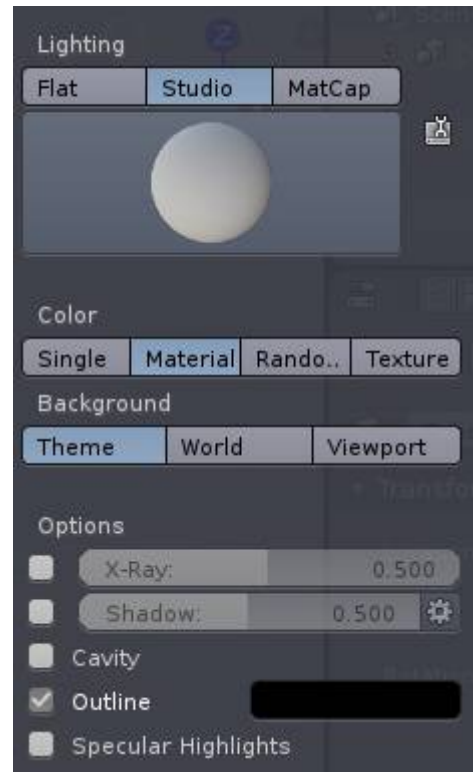 Lighting
Flat Studio MatCap
Color
Single Material Rando.. Texture
Background
Theme World Viewport
Options
X-Ray: 0.500
Shadow: 0.500
Cavity
Outline
Specular Highlights